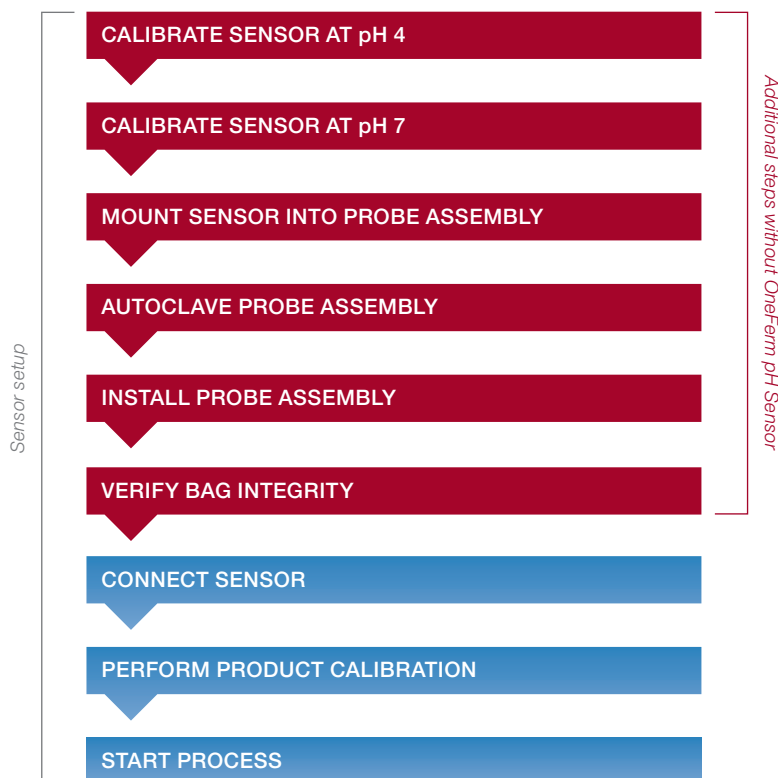 CALIBRATE SENSOR AT pH 4
CALIBRATE SENSOR AT pH 7
MOUNT SENSOR INTO PROBE ASSEMBLY
AUTOCLAVE PROBE ASSEMBLY
INSTALL PROBE ASSEMBLY
VERIFY BAG INTEGRITY
CONNECT SENSOR
PERFORM PRODUCT CALIBRATION
START PROCESS
Sensor setup
Additional steps without OneFerm pH Sensor